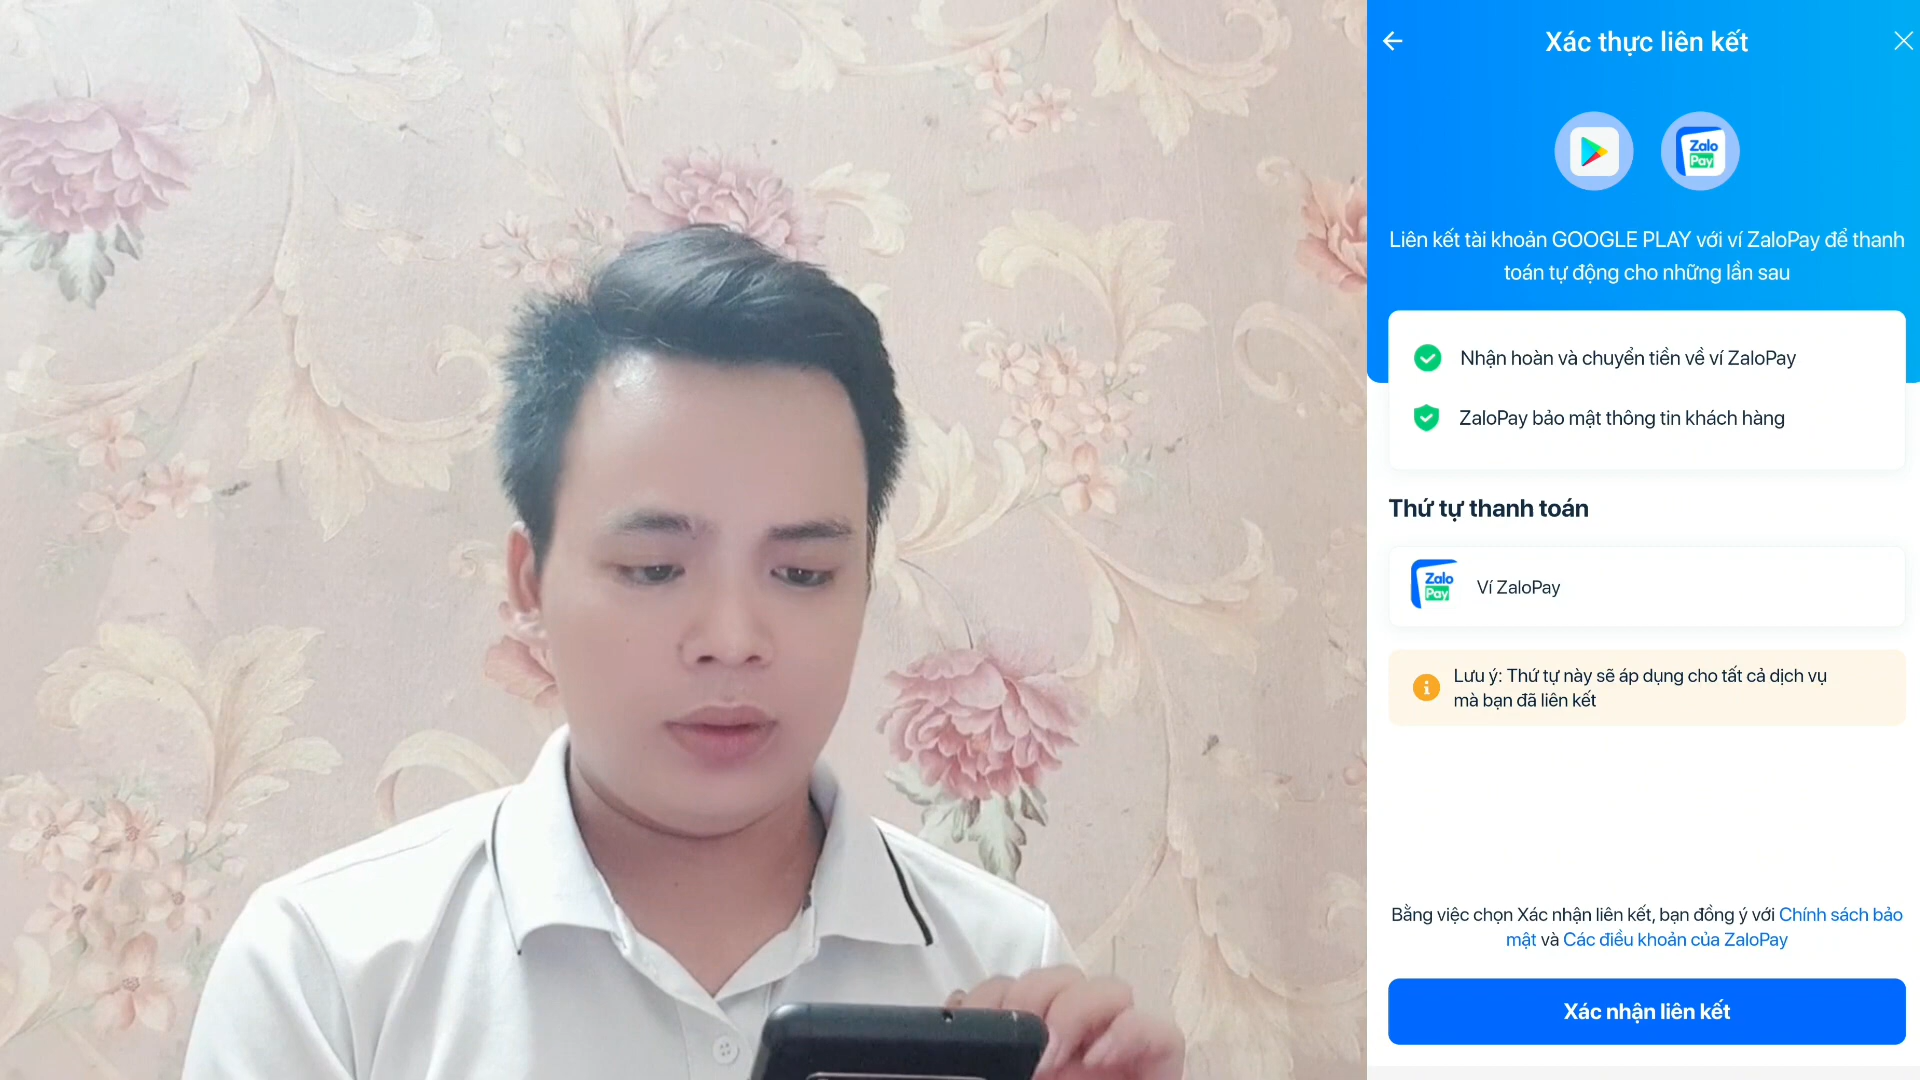 Xác thực liên kết
Zalo
Pay
Liên kết tài khoản GOOGLE PLAY với ví ZaloPay để thanh
toán tự động cho những lần sau
Nhận hoàn và chuyển tiền về ví ZaloPay
ZaloPay bảo mật thông tin khách hàng
Thứ tự thanh toán
Zalo
Pay
Ví ZaloPay
Lưu ý: Thứ tự này sẽ áp dụng cho tất cả dịch vụ
mà bạn đã liên kết
Bằng việc chọn Xác nhận liên kết, bạn đồng ý với Chính sách bảo
mật và Các điều khoản của ZaloPay
Xác nhận liên kết